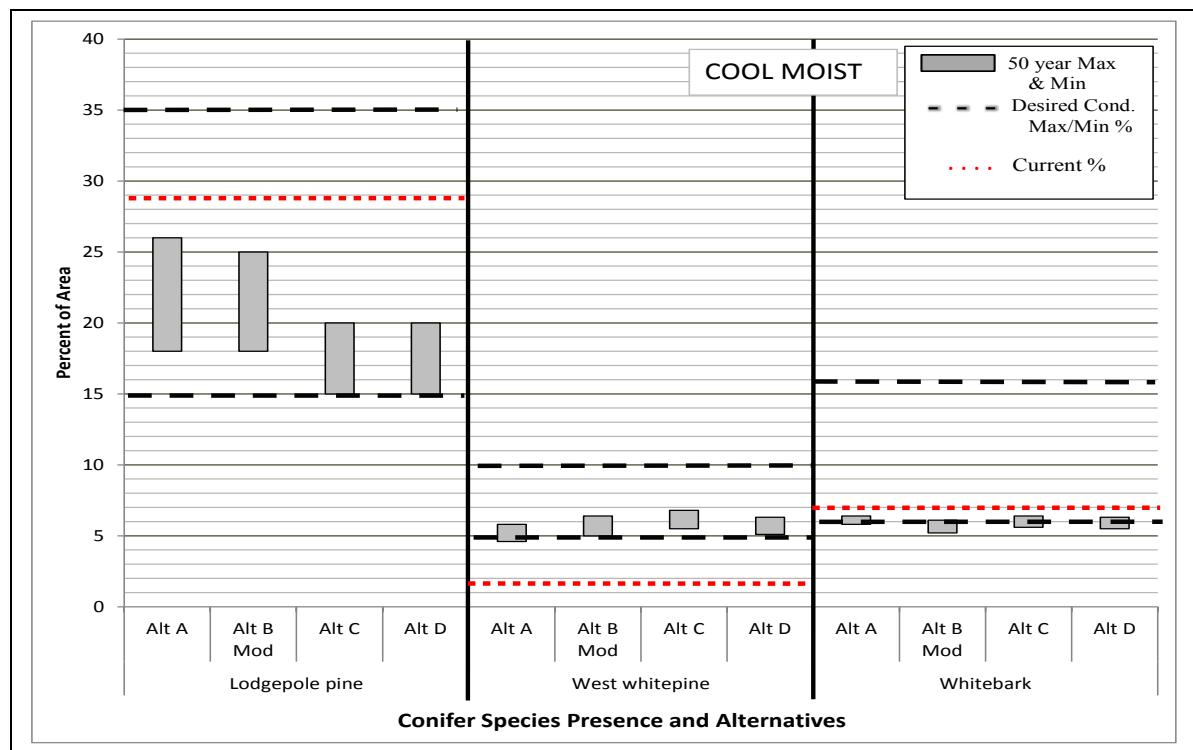 COOL MOIST
50 year Max
& Min
Desired Cond.
Max/Min %
Current %
Percent of Area
40
35
30
25
20
15
10
5
0
Alt A
Alt B
Mod
Alt C
Alt D
Alt A
Alt B
Mod
Alt C
Alt D
Alt A
Alt B
Mod
Alt C
Alt D
Lodgepole pine
West whitepine
Whitebark
Conifer Species Presence and Alternatives